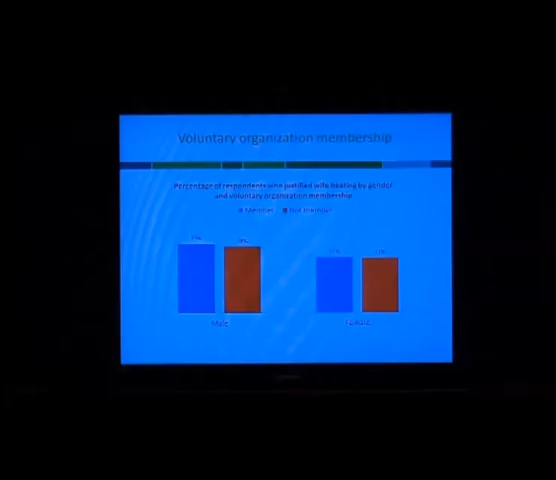 Voluntary organization membership
Percentage of respondents who justified wife beating by gender
and voluntary organization membership
Member Not member
Male Female